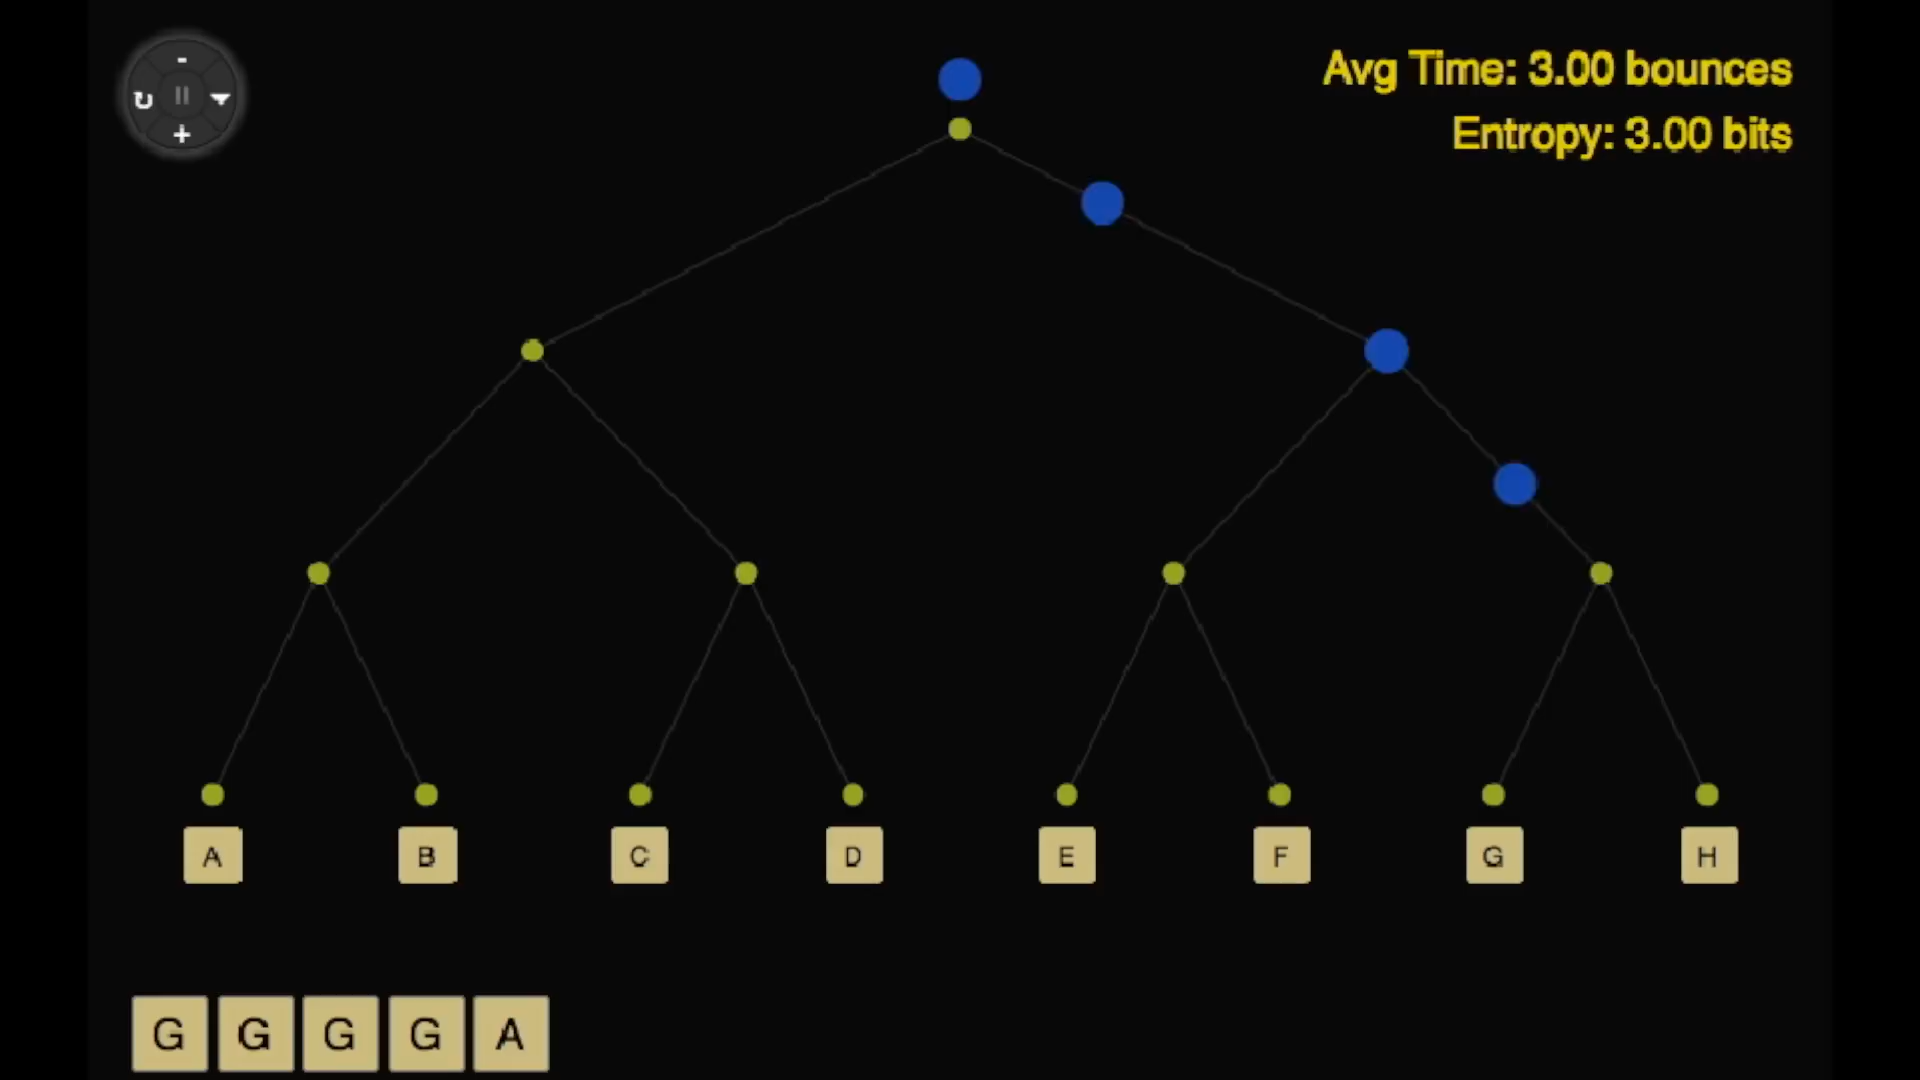 Avg Time: 3.00 bounces
Entropy: 3.00 bits
A B C D E F G H
G G G G A